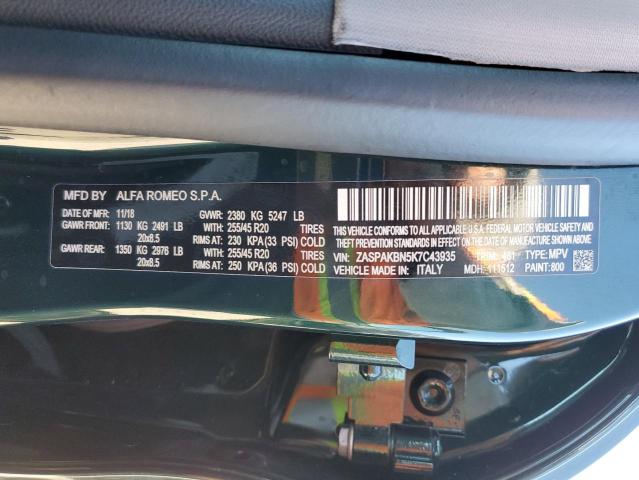 MFD BY ALFA ROMEO S.P.A.
DATE OF MFR: 11/18 GVWR: 2380 KG 5247 LB
GAWR FRONT: 1130 KG 2491 LB WITH: 255/45 R20 TIRES
20x8.5 RIMS AT: 230 KPA (33 PSI) COLD
GAWR REAR: 1350 KG 2976 LB WITH: 255/45 R20 TIRES
20x8.5 RIMS AT: 250 KPA (36 PSI) COLD
THIS VEHICLE CONFORMS TO ALL APPLICABLE U.S.A. FEDERAL MOTOR VEHICLE SAFETY AND
THEFT PREVENTION STANDARDS IN EFFECT ON THE DATE OF MANUFACTURE SHOWN ABOVE
VIN: ZASPAKBN5K7C43935 TRIM: 461 TYPE: MPV
VEHICLE MADE IN: ITALY MDH: 111512 PAINT: 800